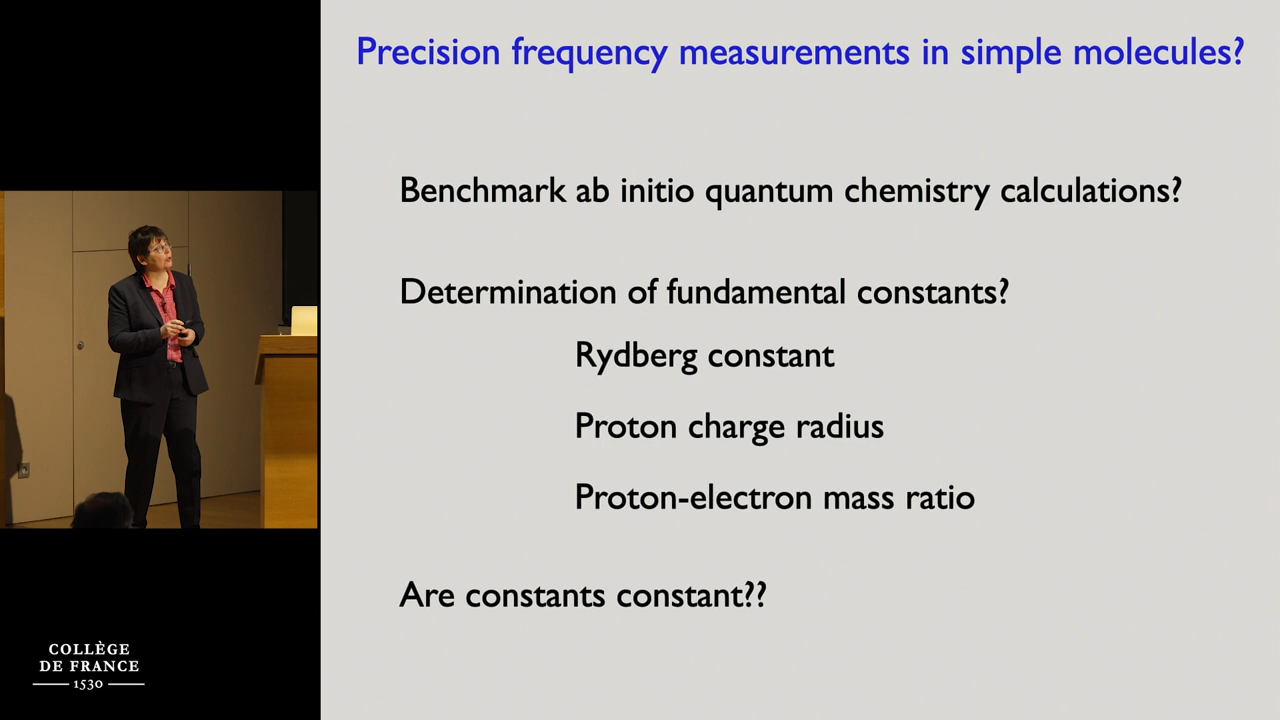 Precision frequency measurements in simple molecules?
Benchmark ab initio quantum chemistry calculations?
Determination of fundamental constants?
Rydberg constant
Proton charge radius
Proton-electron mass ratio
Are constants constant??
COLLÈGE
DE FRANCE
1530